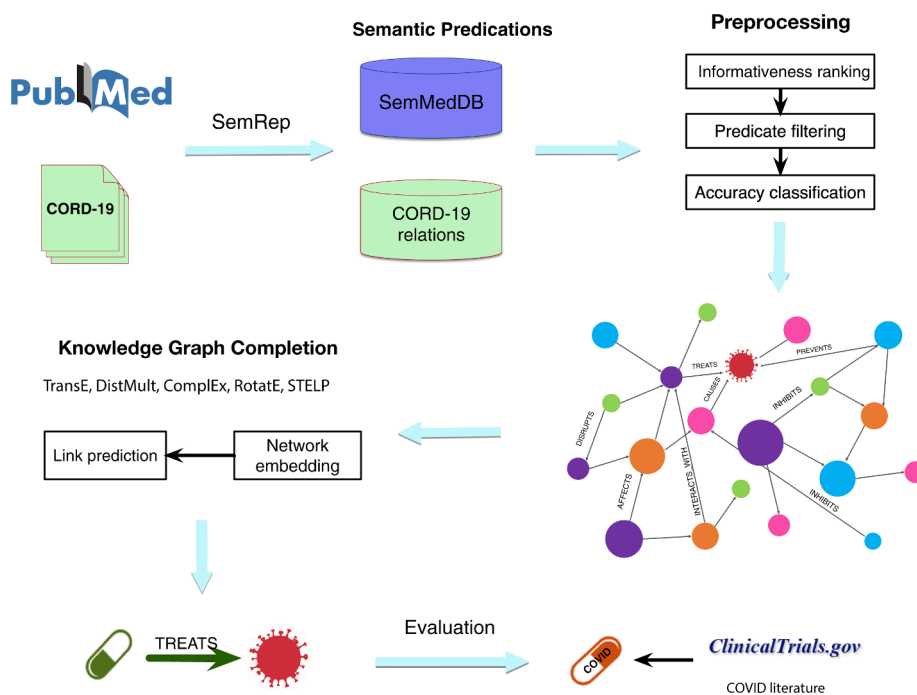 PubMed
CORD-19
SemRep
Semantic Predications
SemMedDB
CORD-19
relations
Preprocessing
Informativeness ranking
Predicate filtering
Accuracy classification
TREATS
PREVENTS
CAUSES
INHIBITS
DISRUPTS
AFFECTS
INTERACTS WITH
INHIBITS
Knowledge Graph Completion
TransE, DistMult, ComplEx, RotatE, STELP
Link prediction
Network
embedding
TREATS
Evaluation
COVID
ClinicalTrials.gov
COVID literature